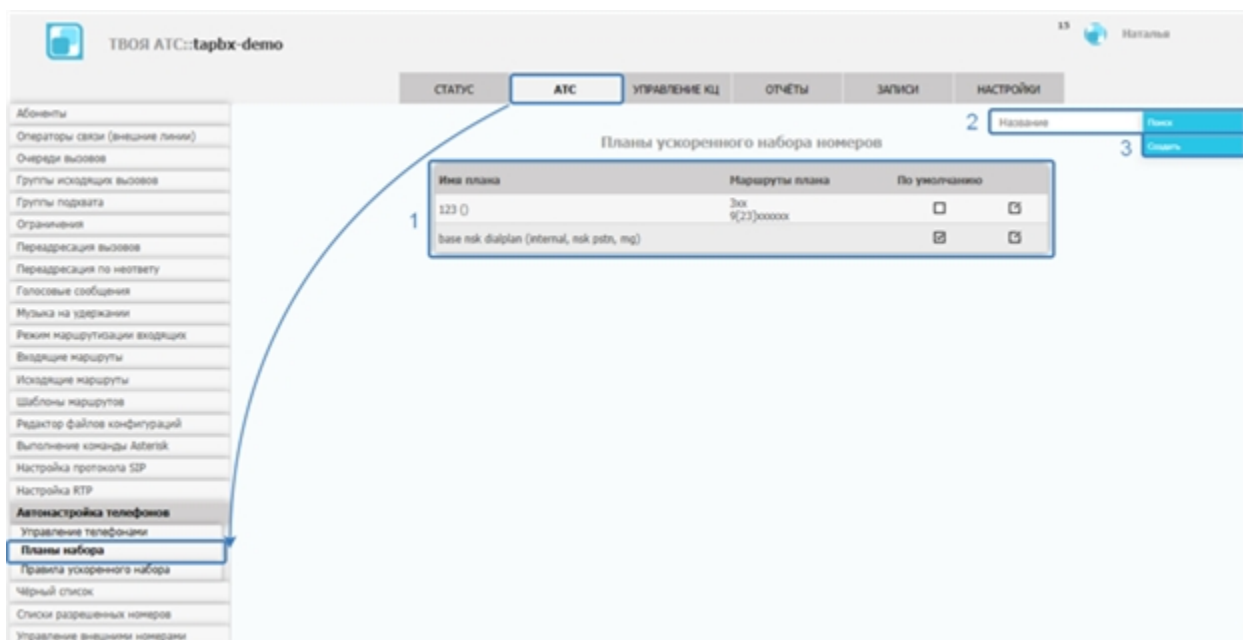 ТВОЯ АТС::tapbx-demo
15
Наталья
СТАТУС
АТС
УПРАВЛЕНИЕ КЦ
ОТЧЁТЫ
ЗАПИСИ
НАСТРОЙКИ
Абоненты
Операторы связи (внешние линии)
Очереди вызовов
Группы исходящих вызовов
Группы подхвата
Ограничения
Переадресация вызовов
Переадресация по неответу
Голосовые сообщения
Музыка на удержании
Режим маршрутизации входящих
Входящие маршруты
Исходящие маршруты
Шаблоны маршрутов
Редактор файлов конфигураций
Выполнение команды Asterisk
Настройка протокола SIP
Настройка RTP
Автонастройка телефонов
Управление телефонами
Планы набора
Правила ускоренного набора
Чёрный список
Списки разрешенных номеров
Управление внешними номерами
2
Название
Поиск
3
Создать
Планы ускоренного набора номеров
1
Имя плана
Маршруты плана
По умолчанию
123 ()
3xx
9[23]xxxxxx
base nsk dialplan (internal, nsk pstn, mg)